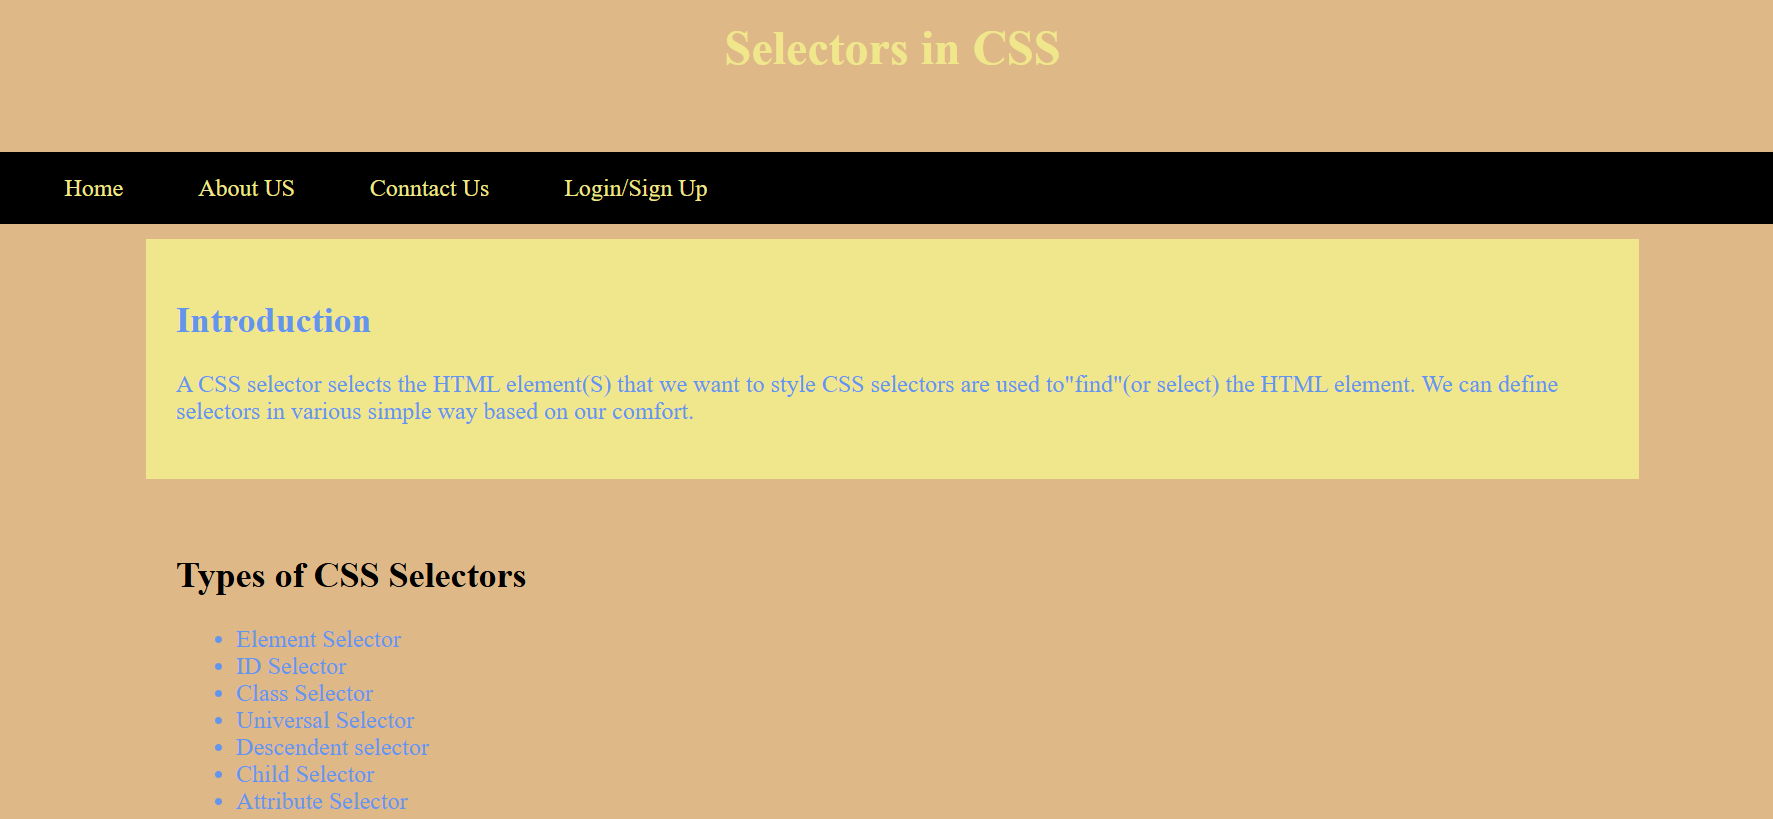 Selectors in CSS
Home About US Conntact Us Login/Sign Up
Introduction
A CSS selector selects the HTML element(S) that we want to style CSS selectors are used to"find"(or select) the HTML element. We can define
selectors in various simple way based on our comfort.
Types of CSS Selectors
• Element Selector
• ID Selector
• Class Selector
• Universal Selector
• Descendent selector
• Child Selector
• Attribute Selector